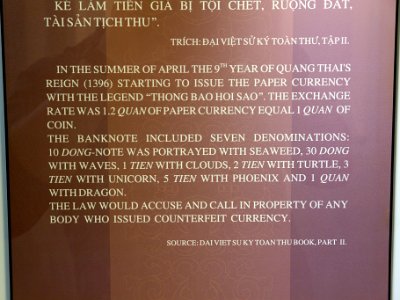 KẺ LÀM TIỀN GIẢ BỊ TỘI CHẾT, RUỘNG ĐẤT,
TÀI SẢN TỊCH THU”.
TRÍCH: ĐẠI VIỆT SỬ KÝ TOÀN THƯ, TẬP II.
IN THE SUMMER OF APRIL THE 9TH YEAR OF QUANG THAI'S
REIGN (1396) STARTING TO ISSUE THE PAPER CURRENCY
WITH THE LEGEND “THONG BAO HOI SAO”. THE EXCHANGE
RATE WAS 1.2 QUAN OF PAPER CURRENCY EQUAL 1 QUAN OF
COIN.
THE BANKNOTE INCLUDED SEVEN DENOMINATIONS:
10 DONG-NOTE WAS PORTRAYED WITH SEAWEED, 30 DONG
WITH WAVES, 1 TIEN WITH CLOUDS, 2 TIEN WITH TURTLE, 3
TIEN WITH UNICORN, 5 TIEN WITH PHOENIX AND 1 QUAN
WITH DRAGON.
THE LAW WOULD ACCUSE AND CALL IN PROPERTY OF ANY
BODY WHO ISSUED COUNTERFEIT CURRENCY.
SOURCE: DAI VIET SU KY TOAN THU BOOK, PART II.